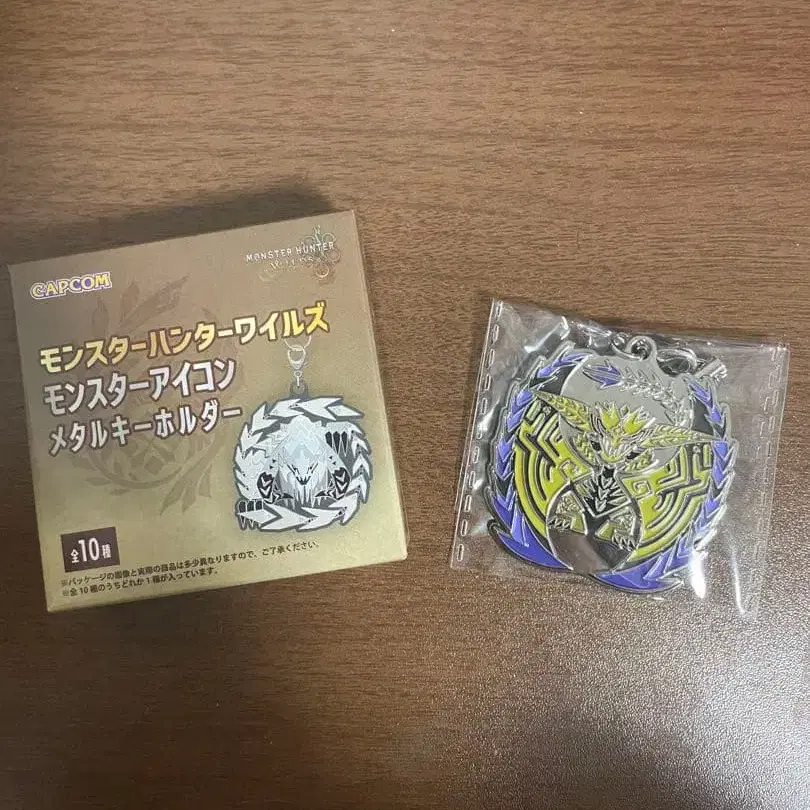 CAPCOM
MONSTER HUNTER
WILDS
モンスターハンターワイルズ
モンスターアイコン
メタルキーホルダー
全10種
※パッケージの画像と実際の商品は多少異なりますので、ご了承ください。
※全10種のうちどれか1種が入っています。